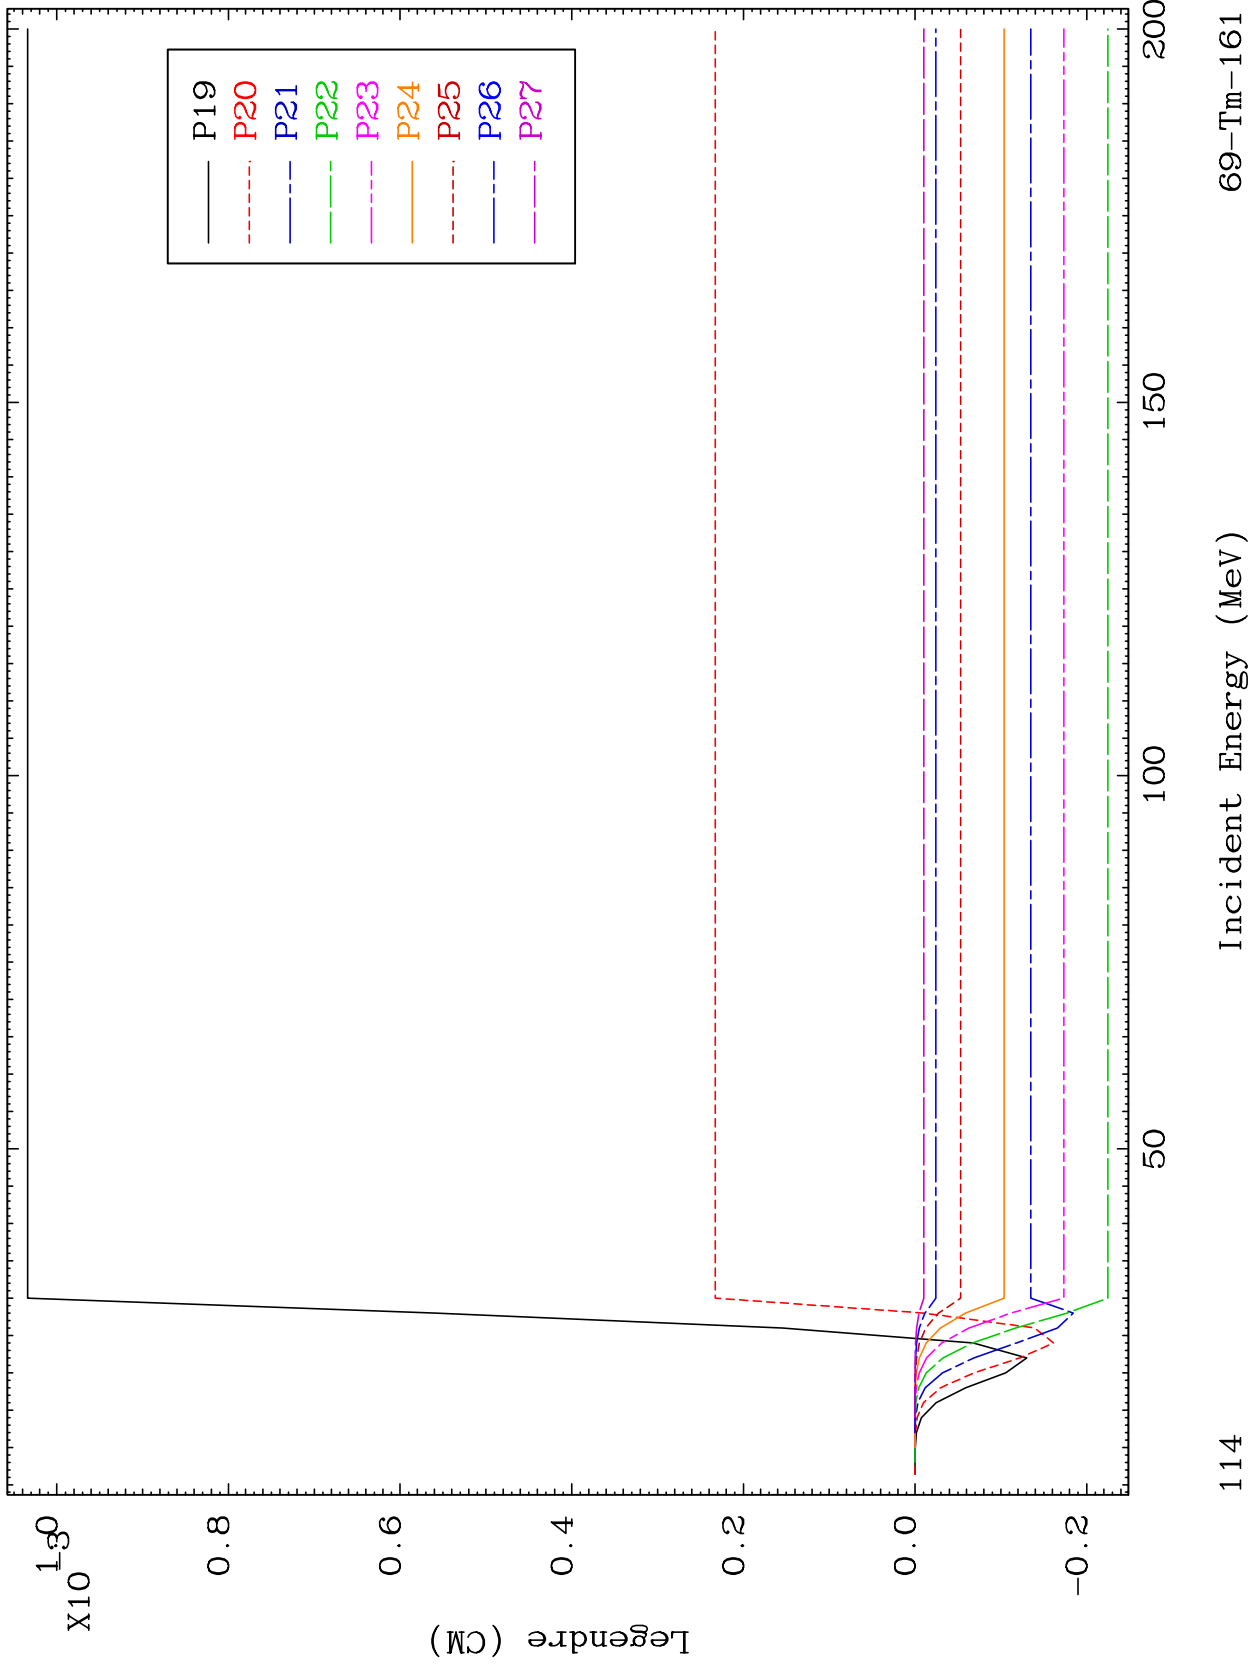 X10
-3
1.0
0.8
0.6
0.4
0.2
0.0
-0.2
Legendre (CM)
P19
P20
P21
P22
P23
P24
P25
P26
P27
50
100
150
200
Incident Energy (MeV)
114
69-Tm-161